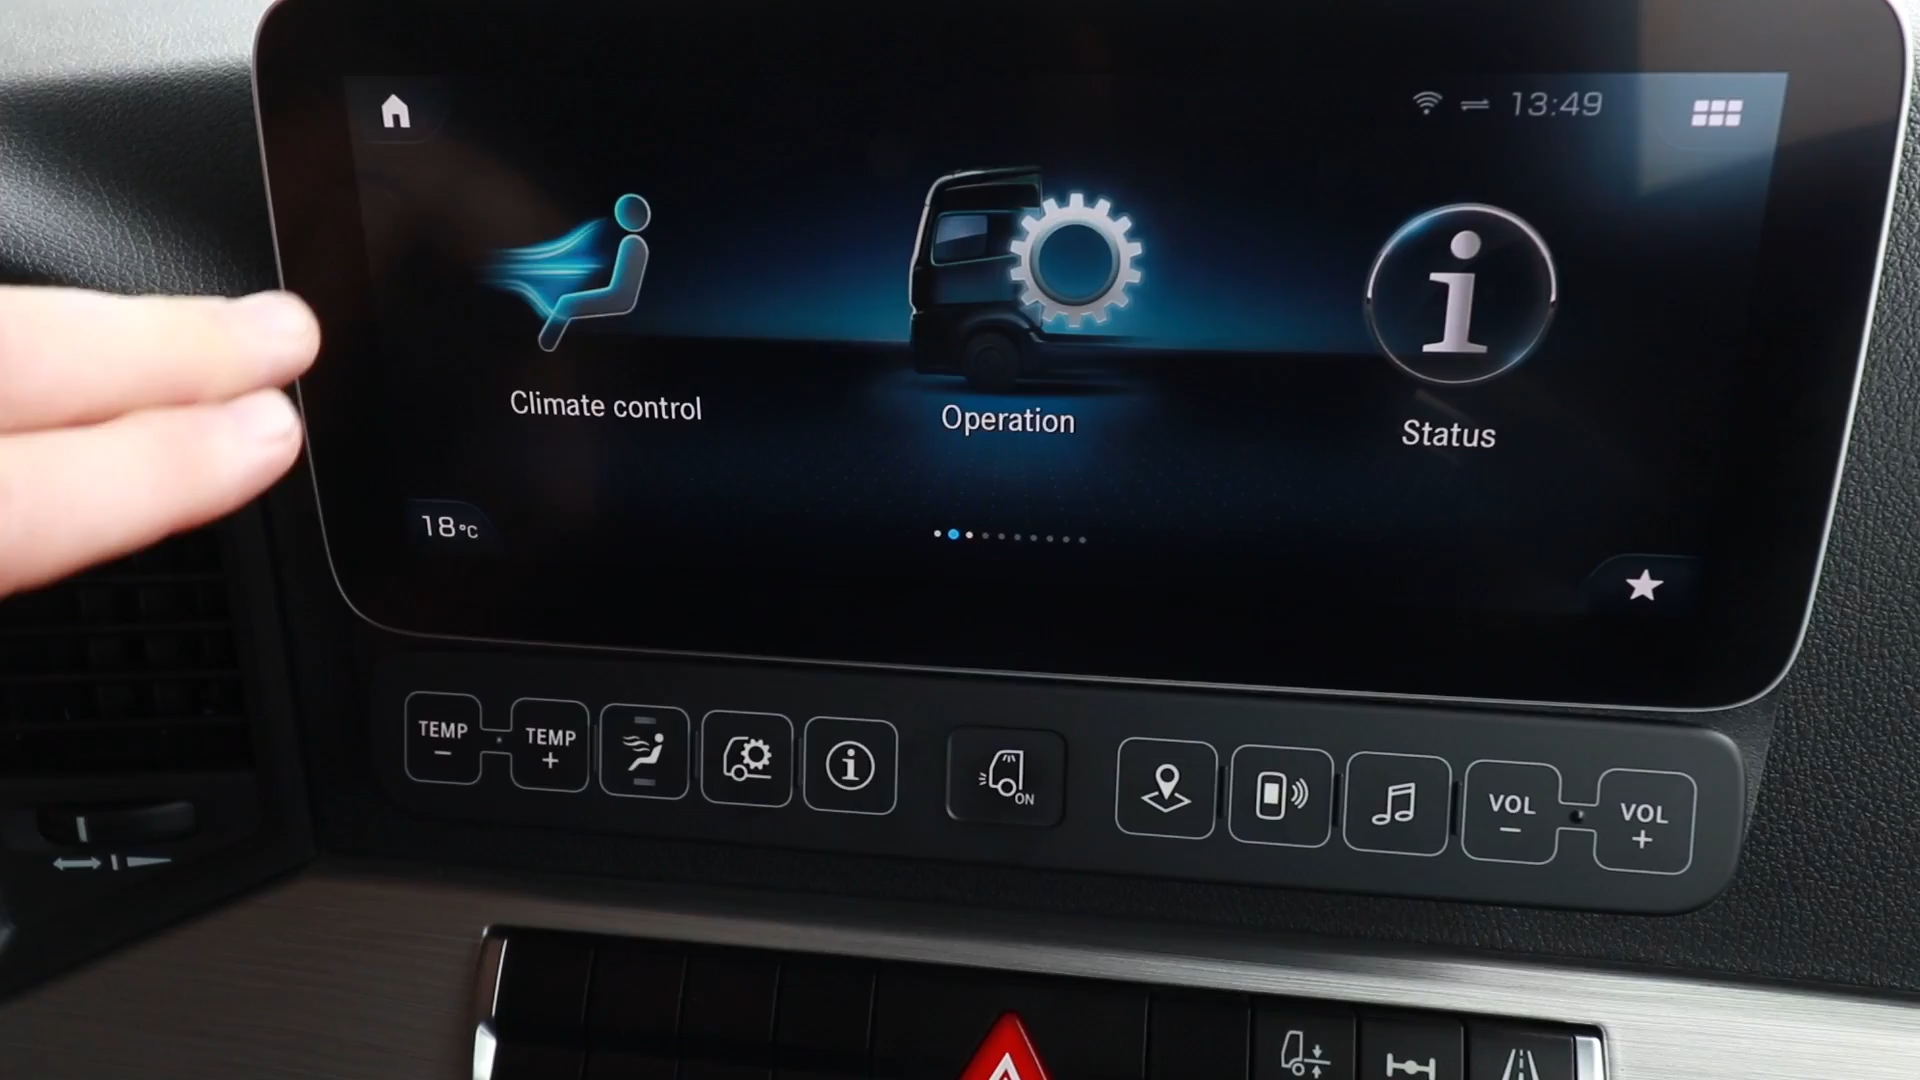 13:49
Climate control
Operation
Status
18°C
TEMP
−
TEMP
+
ON
VOL
−
VOL
+